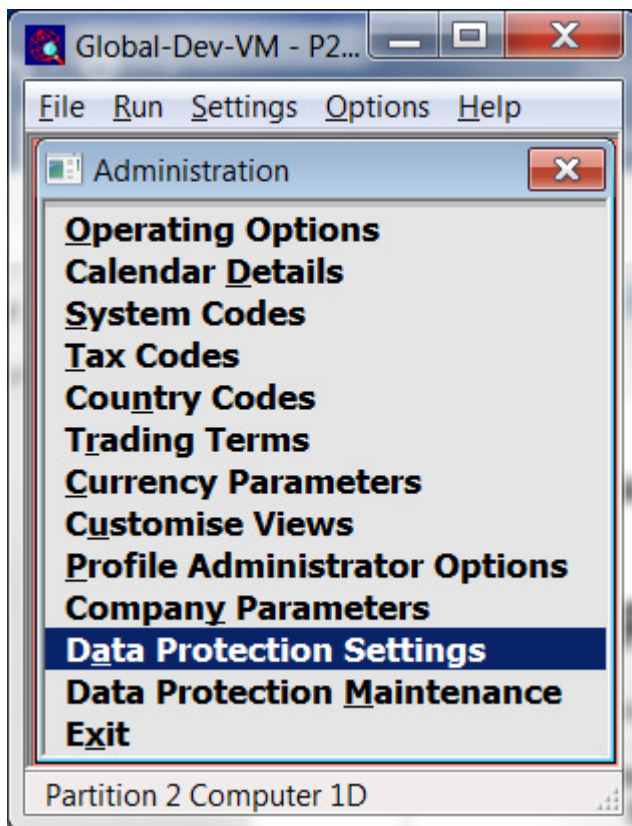 Global-Dev-VM - P2...
File Run Settings Options Help
Administration
Operating Options
Calendar Details
System Codes
Tax Codes
Country Codes
Trading Terms
Currency Parameters
Customise Views
Profile Administrator Options
Company Parameters
Data Protection Settings
Data Protection Maintenance
Exit
Partition 2 Computer 1D